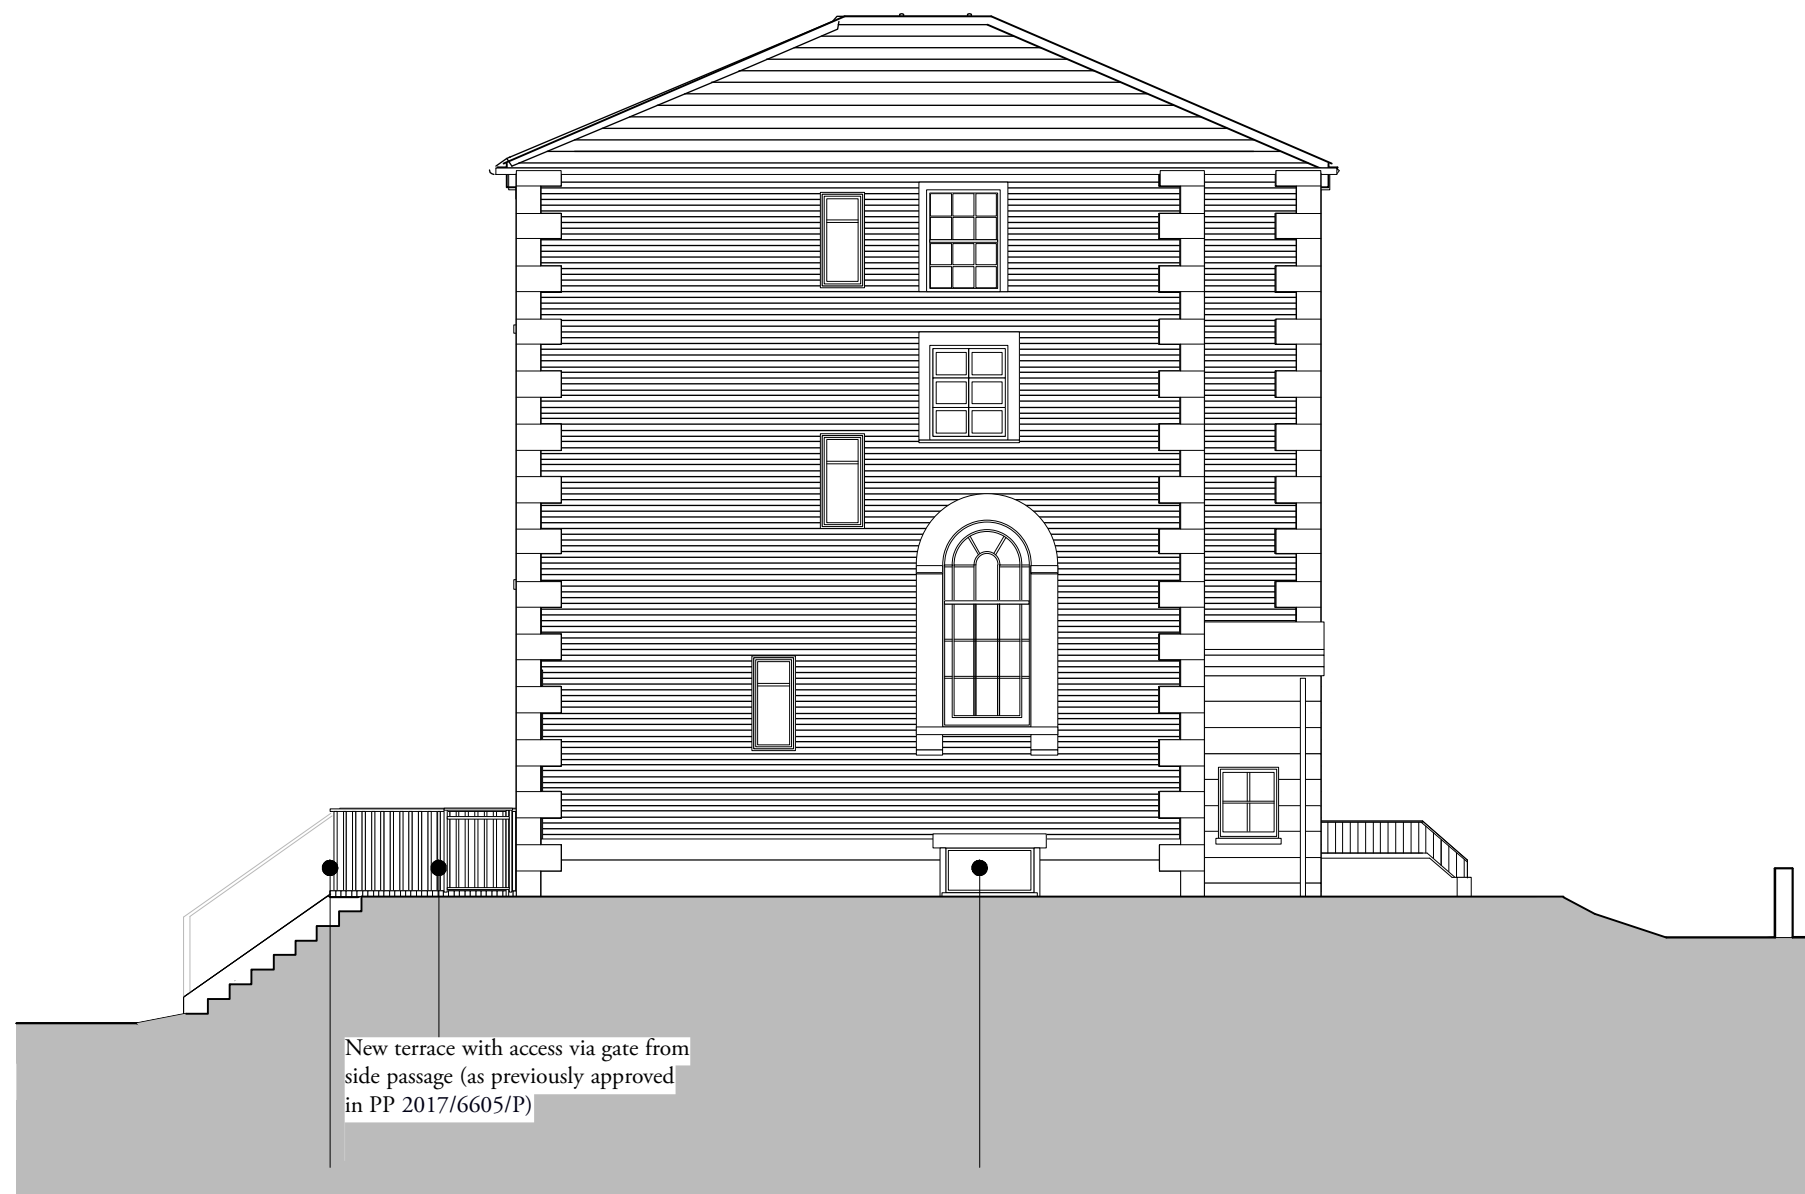 New terrace with access via gate from
side passage (as previously approved
in PP 2017/6605/P)